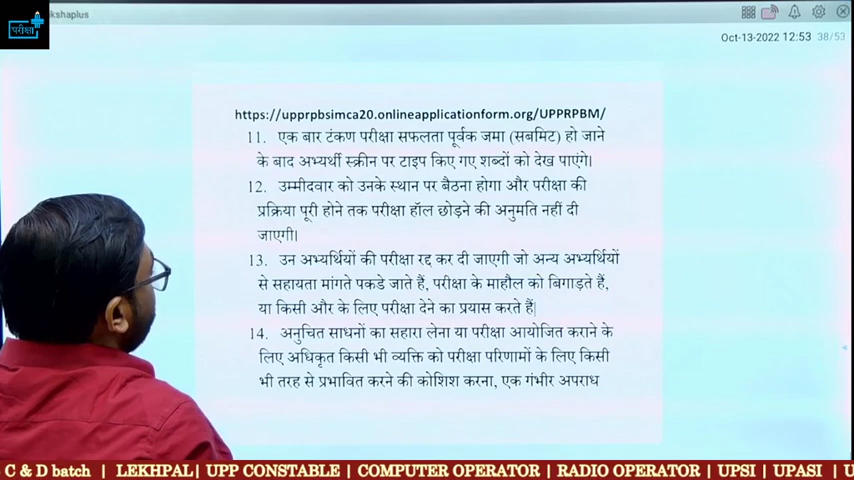 परीक्षा
kshaplus
Oct-13-2022 12:53 38/53
https://upprpbsimca20.onlineapplicationform.org/UPPRPBM/
11. एक बार टंकण परीक्षा सफलता पूर्वक जमा (सबमिट) हो जाने
के बाद अभ्यर्थी स्क्रीन पर टाइप किए गए शब्दों को देख पाएंगे।
12. उम्मीदवार को उनके स्थान पर बैठना होगा और परीक्षा की
प्रक्रिया पूरी होने तक परीक्षा हॉल छोड़ने की अनुमति नहीं दी
जाएगी।
13. उन अभ्यर्थियों की परीक्षा रद्द कर दी जाएगी जो अन्य अभ्यर्थियों
से सहायता मांगते पकडे जाते हैं, परीक्षा के माहौल को बिगाड़ते हैं,
या किसी और के लिए परीक्षा देने का प्रयास करते हैं|
14. अनुचित साधनों का सहारा लेना या परीक्षा आयोजित कराने के
लिए अधिकृत किसी भी व्यक्ति को परीक्षा परिणामों के लिए किसी
भी तरह से प्रभावित करने की कोशिश करना, एक गंभीर अपराध
C & D batch | LEKHPAL| UPP CONSTABLE | COMPUTER OPERATOR | RADIO OPERATOR | UPSI | UPASI | U